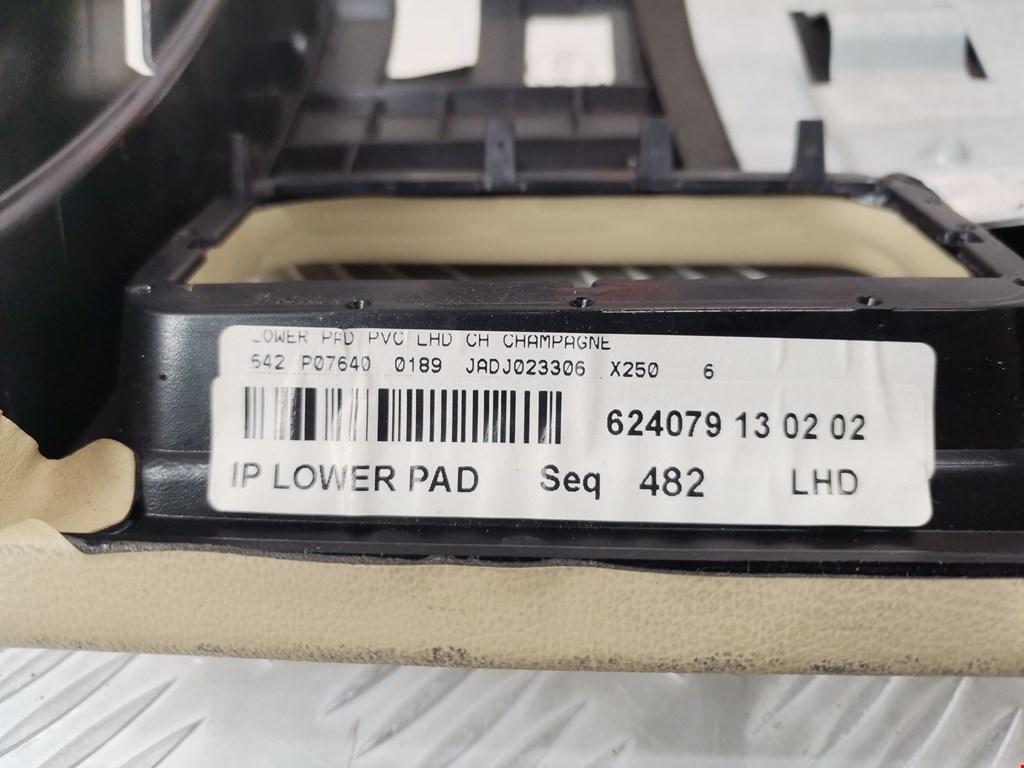 LOWER PAD PVC LHD CH CHAMPAGNE
642 P07640 0189 JADJ023306 X250 6
624079 13 02 02
IP LOWER PAD Seq 482 LHD